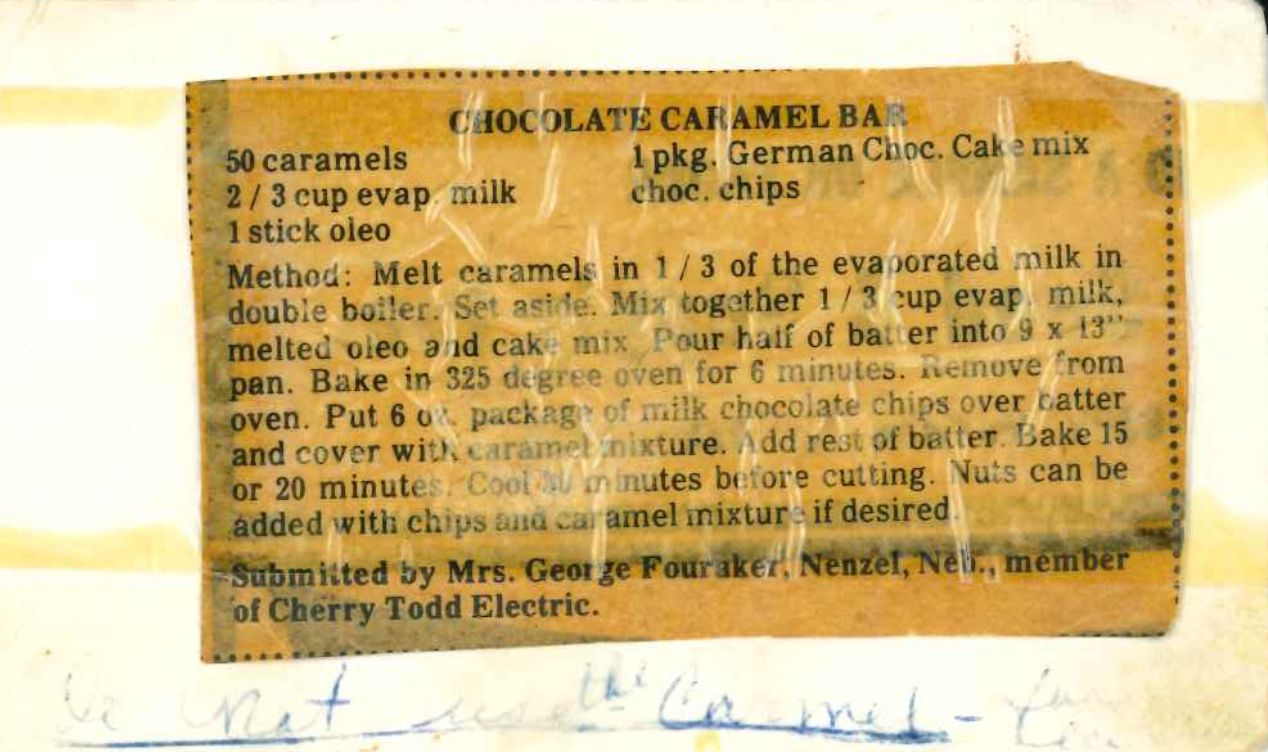 CHOCOLATE CARAMEL BAR
50 caramels 1 pkg. German Choc. Cake mix
2 / 3 cup evap. milk choc. chips
1 stick oleo
Method: Melt caramels in 1 / 3 of the evaporated milk in
double boiler. Set aside. Mix together 1 / 3 cup evap. milk,
melted oleo and cake mix. Pour half of batter into 9 x 13"
pan. Bake in 325 degree oven for 6 minutes. Remove from
oven. Put 6 oz. package of milk chocolate chips over batter
and cover with caramel mixture. Add rest of batter. Bake 15
or 20 minutes. Cool minutes before cutting. Nuts can be
added with chips and caramel mixture if desired.
Submitted by Mrs. George Fouraker, Nenzel, Neb., member
of Cherry Todd Electric.
Do Not use the Carmel -